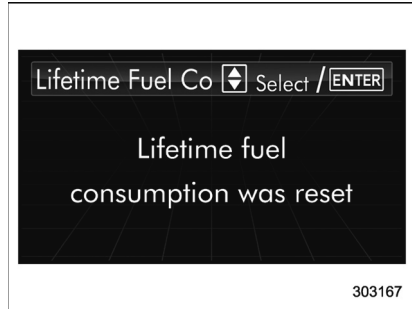 Lifetime Fuel Co Select / ENTER
Lifetime fuel
consumption was reset
303167